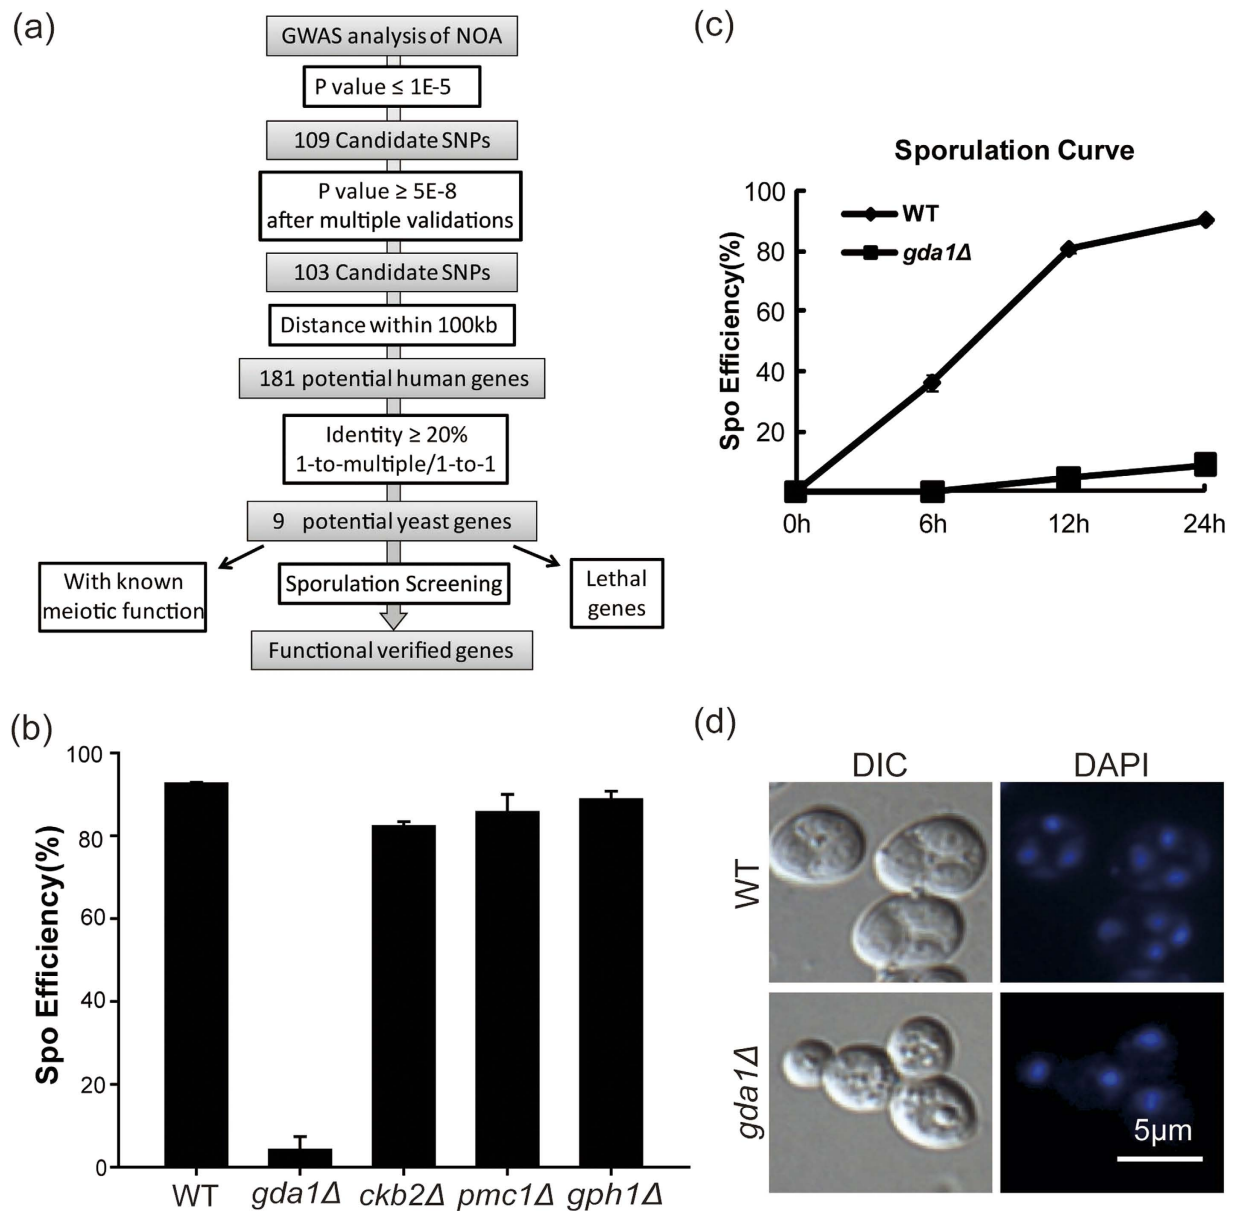 (a)
GWAS analysis of NOA
P value ≤ 1E-5
109 Candidate SNPs
P value ≥ 5E-8
after multiple validations
103 Candidate SNPs
Distance within 100kb
181 potential human genes
Identity ≥ 20%
1-to-multiple/1-to-1
9 potential yeast genes
With known
meiotic function
Sporulation Screening
Lethal
genes
Functional verified genes
(c)
Sporulation Curve
Spo Efficiency(%)
100
80
60
40
20
WT
gda1Δ
0h 6h 12h 24h
(b)
Spo Efficiency(%)
100
80
60
40
20
0
WT gda1Δ ckb2Δ pmc1Δ gph1Δ
(d)
DIC DAPI
WT
gda1Δ
5μm